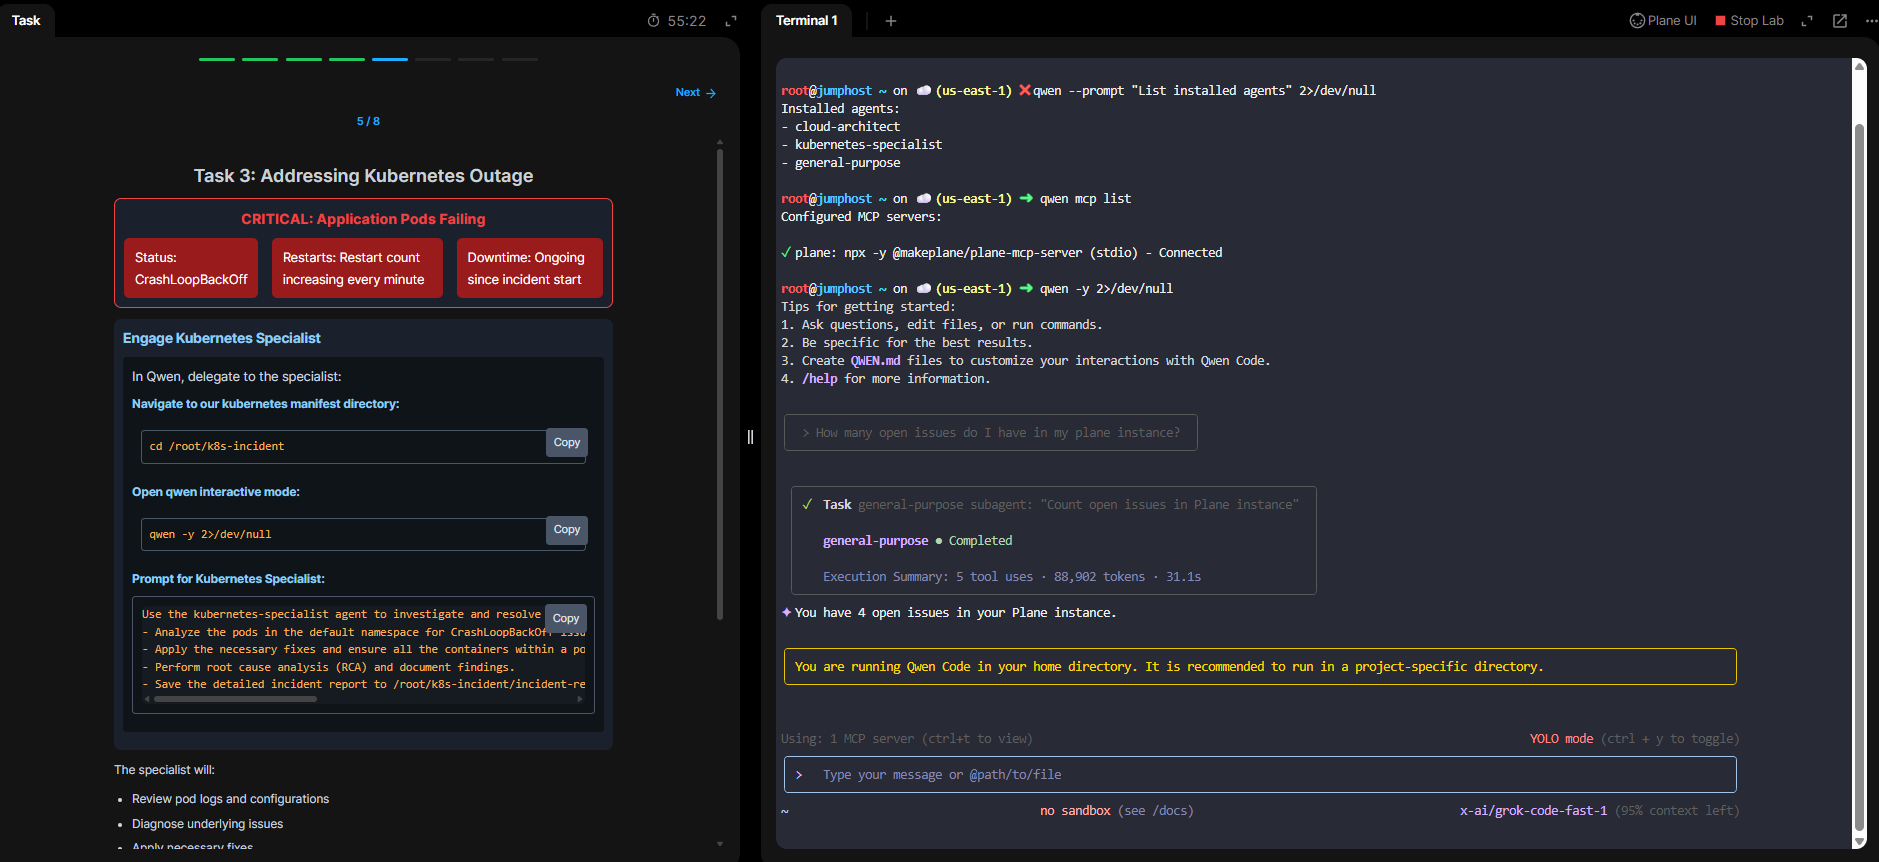 Task
55:22
Next →
5 / 8
Task 3: Addressing Kubernetes Outage
CRITICAL: Application Pods Failing
Status:
CrashLoopBackOff
Restarts: Restart count
increasing every minute
Downtime: Ongoing
since incident start
Engage Kubernetes Specialist
In Qwen, delegate to the specialist:
Navigate to our kubernetes manifest directory:
cd /root/k8s-incident
Copy
Open qwen interactive mode:
qwen -y 2>/dev/null
Copy
Prompt for Kubernetes Specialist:
Use the kubernetes-specialist agent to investigate and resolve
Copy
- Analyze the pods in the default namespace for CrashLoopBackOff issu
- Apply the necessary fixes and ensure all the containers within a po
- Perform root cause analysis (RCA) and document findings.
- Save the detailed incident report to /root/k8s-incident/incident-re
The specialist will:
• Review pod logs and configurations
• Diagnose underlying issues
• Apply necessary fixes
Terminal 1
+
Plane UI
Stop Lab
root@jumphost ~ on ☁️ (us-east-1) ❌qwen --prompt "List installed agents" 2>/dev/null
Installed agents:
- cloud-architect
- kubernetes-specialist
- general-purpose
root@jumphost ~ on ☁️ (us-east-1) ➜ qwen mcp list
Configured MCP servers:
✓ plane: npx -y @makeplane/plane-mcp-server (stdio) - Connected
root@jumphost ~ on ☁️ (us-east-1) ➜ qwen -y 2>/dev/null
Tips for getting started:
1. Ask questions, edit files, or run commands.
2. Be specific for the best results.
3. Create QWEN.md files to customize your interactions with Qwen Code.
4. /help for more information.
> How many open issues do I have in my plane instance?
✓ Task general-purpose subagent: "Count open issues in Plane instance"
general-purpose ● Completed
Execution Summary: 5 tool uses · 88,902 tokens · 31.1s
✦ You have 4 open issues in your Plane instance.
You are running Qwen Code in your home directory. It is recommended to run in a project-specific directory.
Using: 1 MCP server (ctrl+t to view)
YOLO mode (ctrl + y to toggle)
> Type your message or @path/to/file
~
no sandbox (see /docs)
x-ai/grok-code-fast-1 (95% context left)